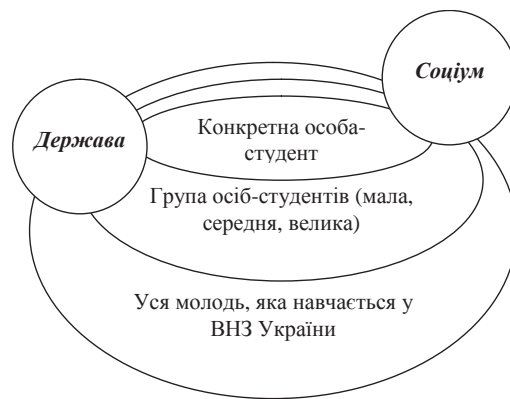 Соціум
Держава
Конкретна особа-
студент
Група осіб-студентів (мала,
середня, велика)
Уся молодь, яка навчається у
ВНЗ України